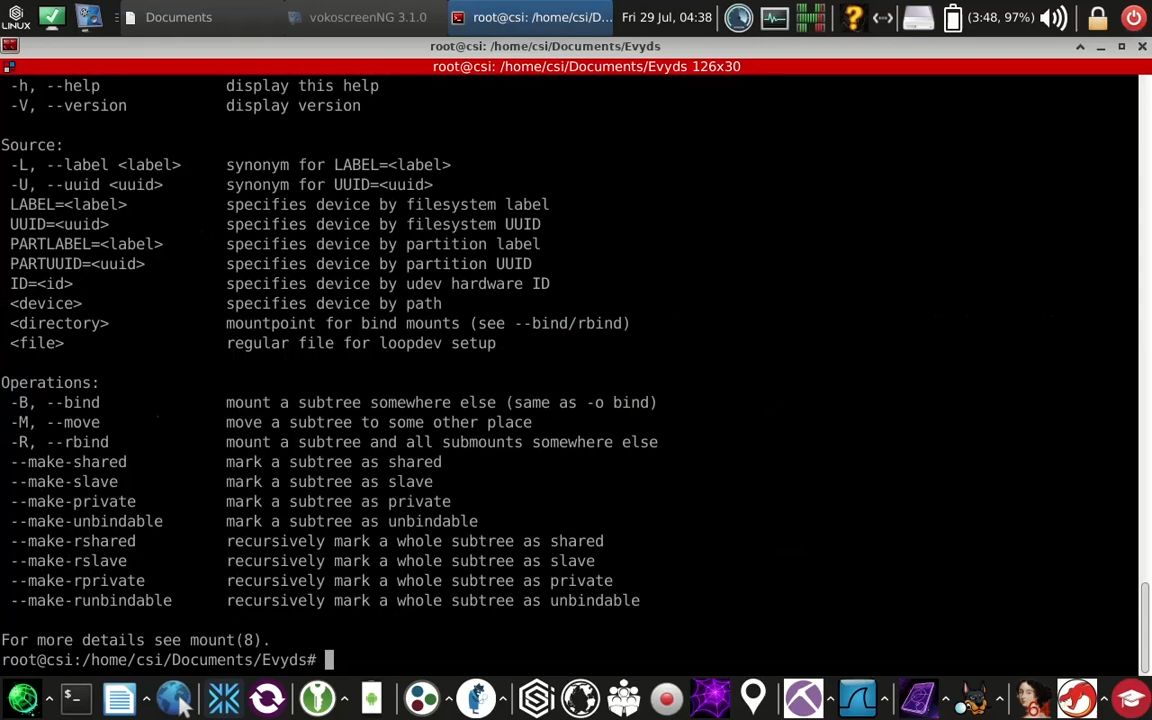 LINUX
Documents
vokoscreenNG 3.1.0
root@csi: /home/csi/D...
Fri 29 Jul, 04:38
(3:48, 97%)
root@csi: /home/csi/Documents/Evyds
root@csi: /home/csi/Documents/Evyds 126x30
-h, --help display this help
-V, --version display version
Source:
-L, --label <label> synonym for LABEL=<label>
-U, --uuid <uuid> synonym for UUID=<uuid>
LABEL=<label> specifies device by filesystem label
UUID=<uuid> specifies device by filesystem UUID
PARTLABEL=<label> specifies device by partition label
PARTUUID=<uuid> specifies device by partition UUID
ID=<id> specifies device by udev hardware ID
<device> specifies device by path
<directory> mountpoint for bind mounts (see --bind/rbind)
<file> regular file for loopdev setup
Operations:
-B, --bind mount a subtree somewhere else (same as -o bind)
-M, --move move a subtree to some other place
-R, --rbind mount a subtree and all submounts somewhere else
--make-shared mark a subtree as shared
--make-slave mark a subtree as slave
--make-private mark a subtree as private
--make-unbindable mark a subtree as unbindable
--make-rshared recursively mark a whole subtree as shared
--make-rslave recursively mark a whole subtree as slave
--make-rprivate recursively mark a whole subtree as private
--make-runbindable recursively mark a whole subtree as unbindable
For more details see mount(8).
root@csi:/home/csi/Documents/Evyds#